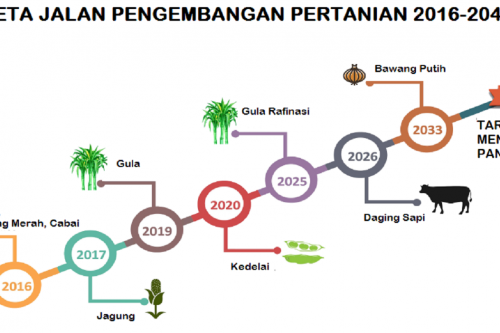 ETA JALAN PENGEMBANGAN PERTANIAN 2016-204
Bawang Putih
Gula Rafinasi
2033
TAR
MEN
PAN
Gula
2026
2025
Daging Sapi
2020
ng Merah, Cabai
2019
Kedelai
2017
2016
Jagung